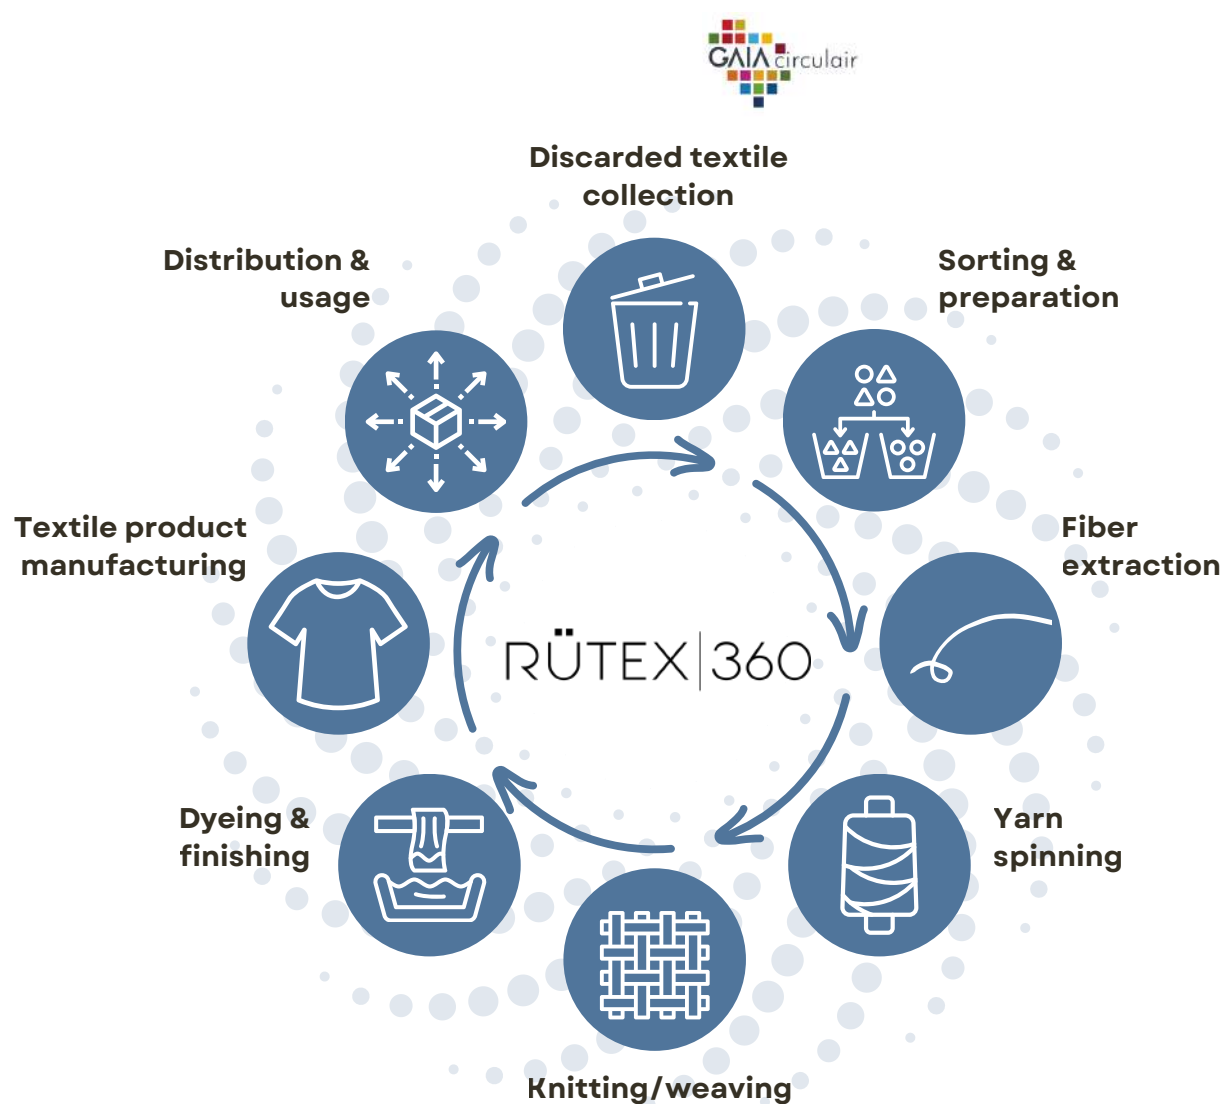 GAIA circulair
Discarded textile
collection
Distribution &
usage
Sorting &
preparation
Textile product
manufacturing
Fiber
extraction
RÜTEX|360
Dyeing &
finishing
Yarn
spinning
Knitting/weaving